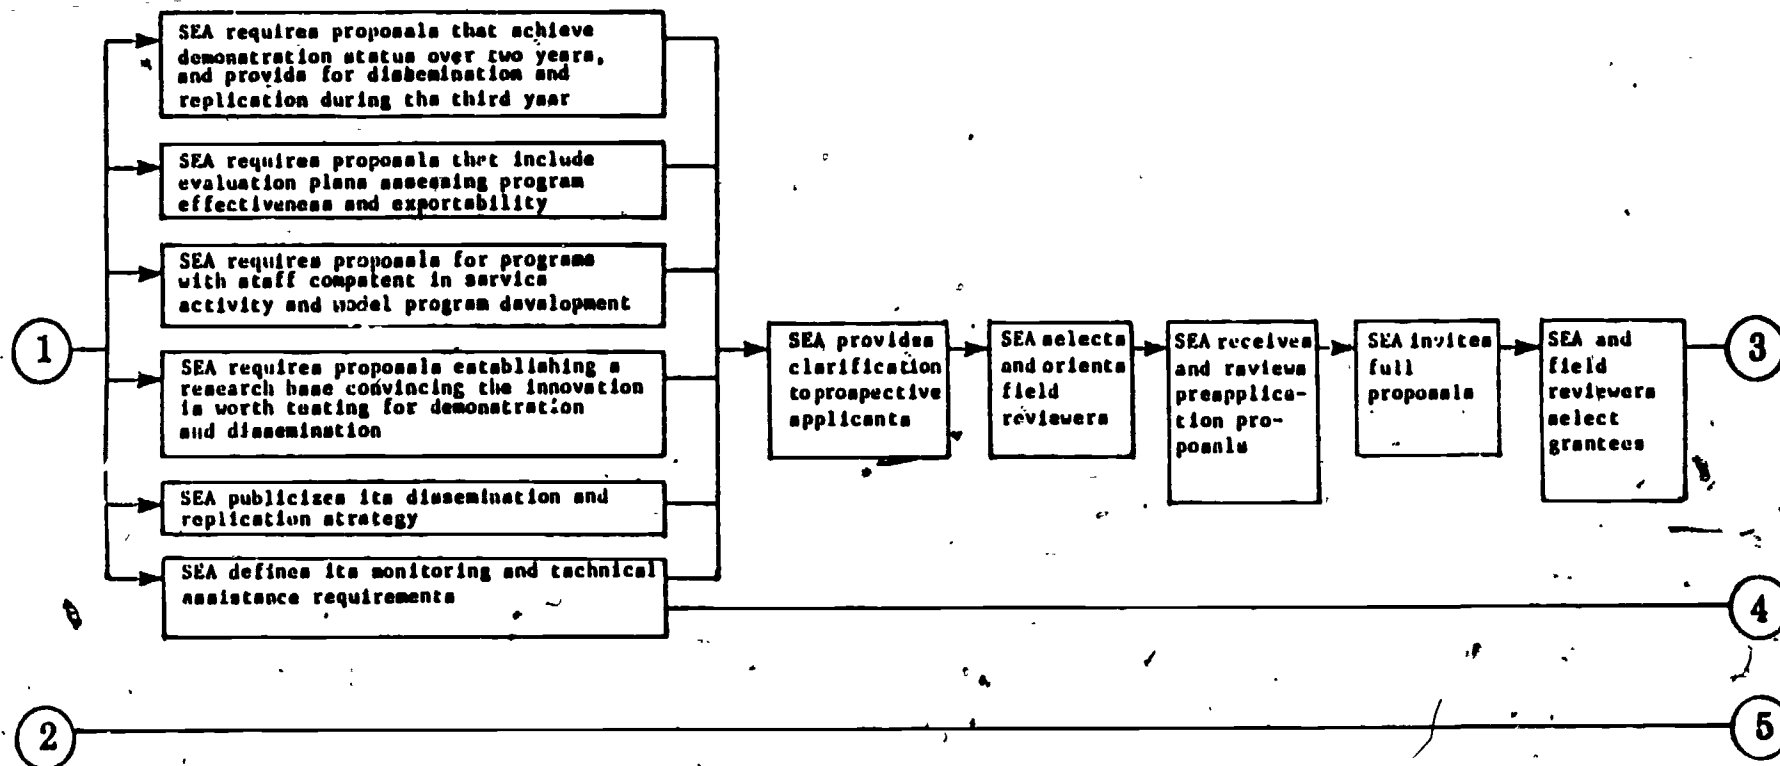 SEA requires proposals that achieve
demonstration status over two years,
and provide for dissemination and
replication during the third year
SEA requires proposals that include
evaluation plans assessing program
effectiveness and exportability
SEA requires proposals for programs
with staff competent in service
activity and model program development
1
SEA requires proposals establishing a
research base convincing the innovation
is worth testing for demonstration
and dissemination
SEA publicizes its dissemination and
replication strategy
SEA defines its monitoring and technical
assistance requirements
SEA provides
clarification
to prospective
applicants
SEA selects
and orients
field
reviewers
SEA receives
and reviews
preapplica-
tion pro-
posals
SEA invites
full
proposals
SEA and
field
reviewers
select
grantees
3
4
2
5